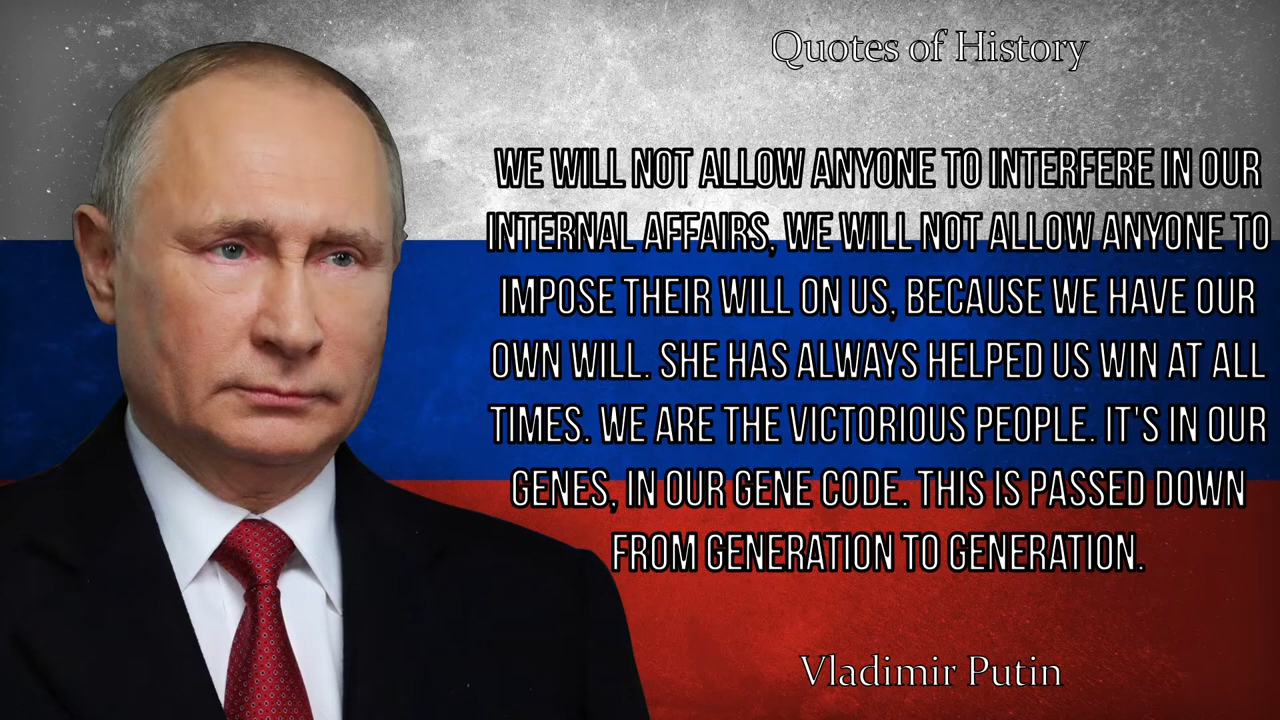 Quotes of History
WE WILL NOT ALLOW ANYONE TO INTERFERE IN OUR
INTERNAL AFFAIRS, WE WILL NOT ALLOW ANYONE TO
IMPOSE THEIR WILL ON US, BECAUSE WE HAVE OUR
OWN WILL. SHE HAS ALWAYS HELPED US WIN AT ALL
TIMES. WE ARE THE VICTORIOUS PEOPLE. IT'S IN OUR
GENES, IN OUR GENE CODE. THIS IS PASSED DOWN
FROM GENERATION TO GENERATION.
Vladimir Putin